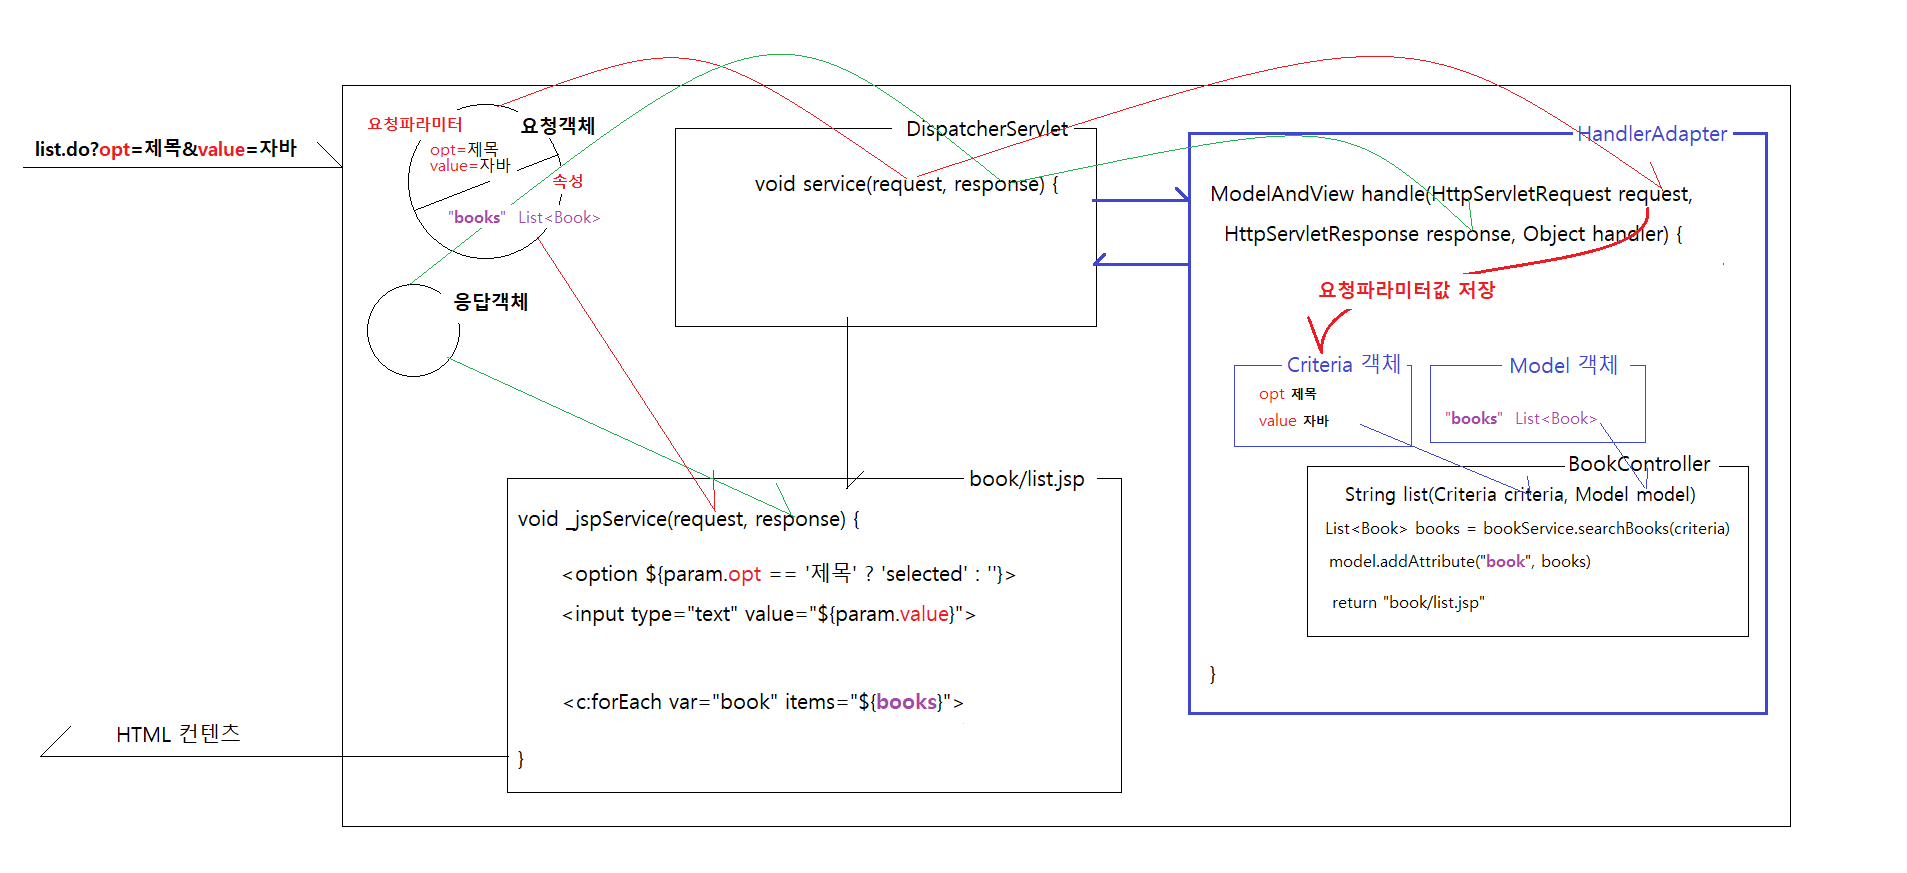 list.do?opt=제목&value=자바
요청파라미터
요청객체
opt=제목
value=자바
속성
"books" List<Book>
응답객체
DispatcherServlet
void service(request, response) {
HandlerAdapter
ModelAndView handle(HttpServletRequest request,
HttpServletResponse response, Object handler) {
요청파라미터값 저장
Criteria 객체
opt 제목
value 자바
Model 객체
"books" List<Book>
BookController
String list(Criteria criteria, Model model)
List<Book> books = bookService.searchBooks(criteria)
model.addAttribute("book", books)
return "book/list.jsp"
}
book/list.jsp
void _jspService(request, response) {
<option ${param.opt == '제목' ? 'selected' : ''}>
<input type="text" value="${param.value}">
<c:forEach var="book" items="${books}">
}
HTML 컨텐츠